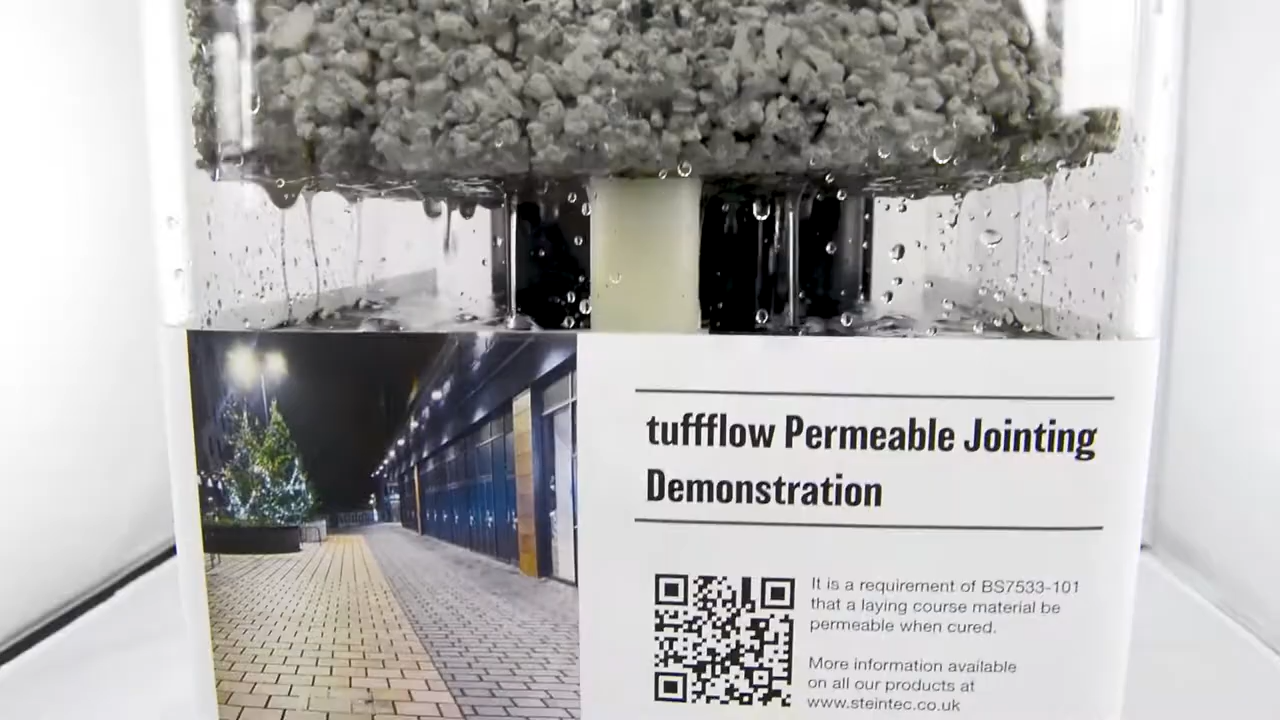 tuffflow Permeable Jointing
Demonstration
It is a requirement of BS7533-101
that a laying course material be
permeable when cured.
More information available
on all our products at
www.steintec.co.uk